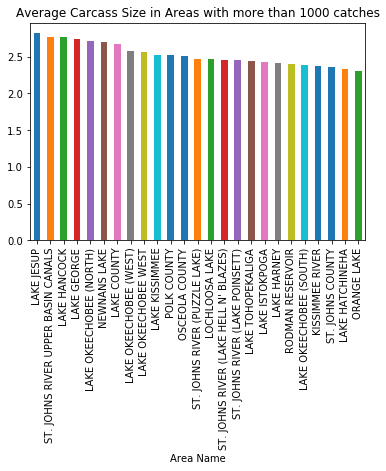 Average Carcass Size in Areas with more than 1000 catches
2.5
2.0
1.5
1.0
0.5
0.0
LAKE JESUP
ST. JOHNS RIVER UPPER BASIN CANALS
LAKE HANCOCK
LAKE GEORGE
LAKE OKEECHOBEE (NORTH)
NEWNANS LAKE
LAKE COUNTY
LAKE OKEECHOBEE (WEST)
LAKE OKEECHOBEE WEST
LAKE KISSIMMEE
POLK COUNTY
OSCEOLA COUNTY
ST. JOHNS RIVER (PUZZLE LAKE)
LOCHLOOSA LAKE
ST. JOHNS RIVER (LAKE HELL N' BLAZES)
ST. JOHNS RIVER (LAKE POINSETT)
LAKE TOHOPEKALIGA
LAKE ISTOKPOGA
LAKE HARNEY
RODMAN RESERVOIR
LAKE OKEECHOBEE (SOUTH)
KISSIMMEE RIVER
ST. JOHNS COUNTY
LAKE HATCHINEHA
ORANGE LAKE
Area Name